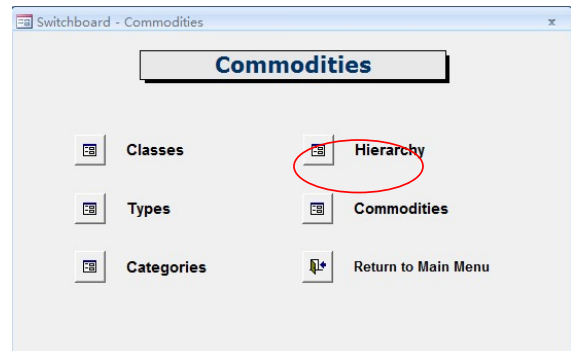 Switchboard - Commodities
Commodities
Classes
Hierarchy
Types
Commodities
Categories
Return to Main Menu